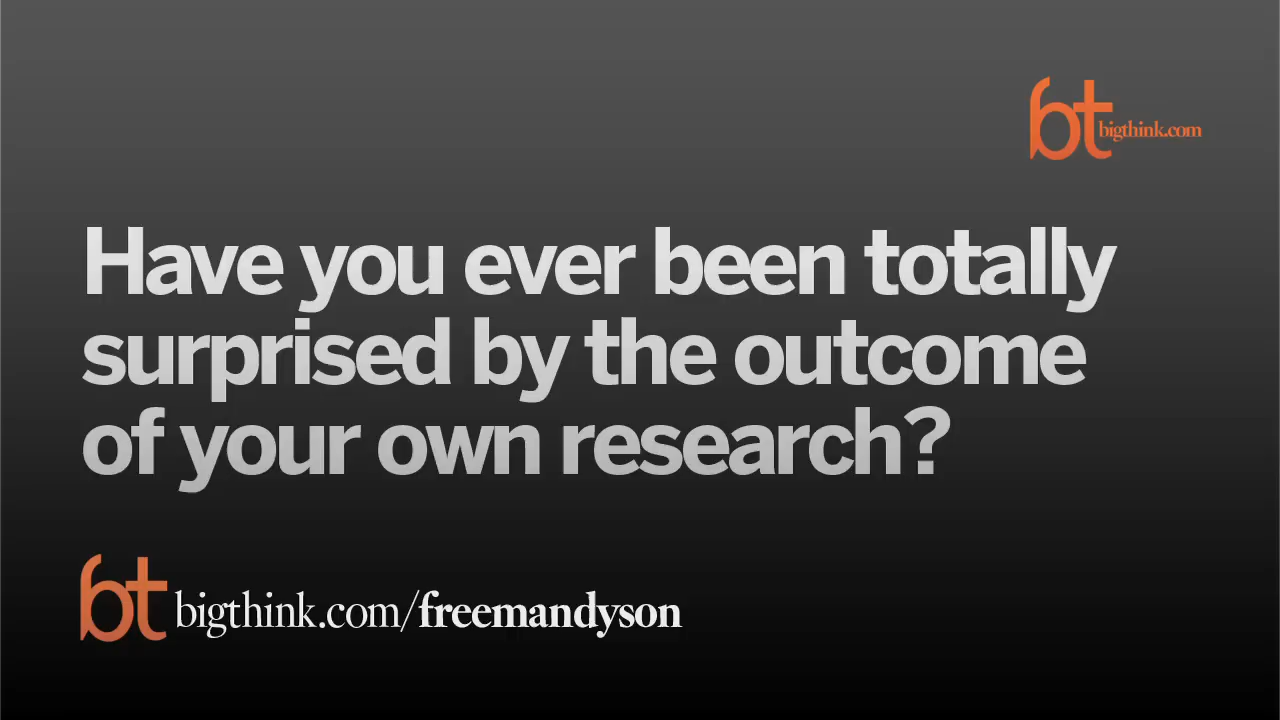 bt bigthink.com
Have you ever been totally
surprised by the outcome
of your own research?
bt bigthink.com/freemandyson